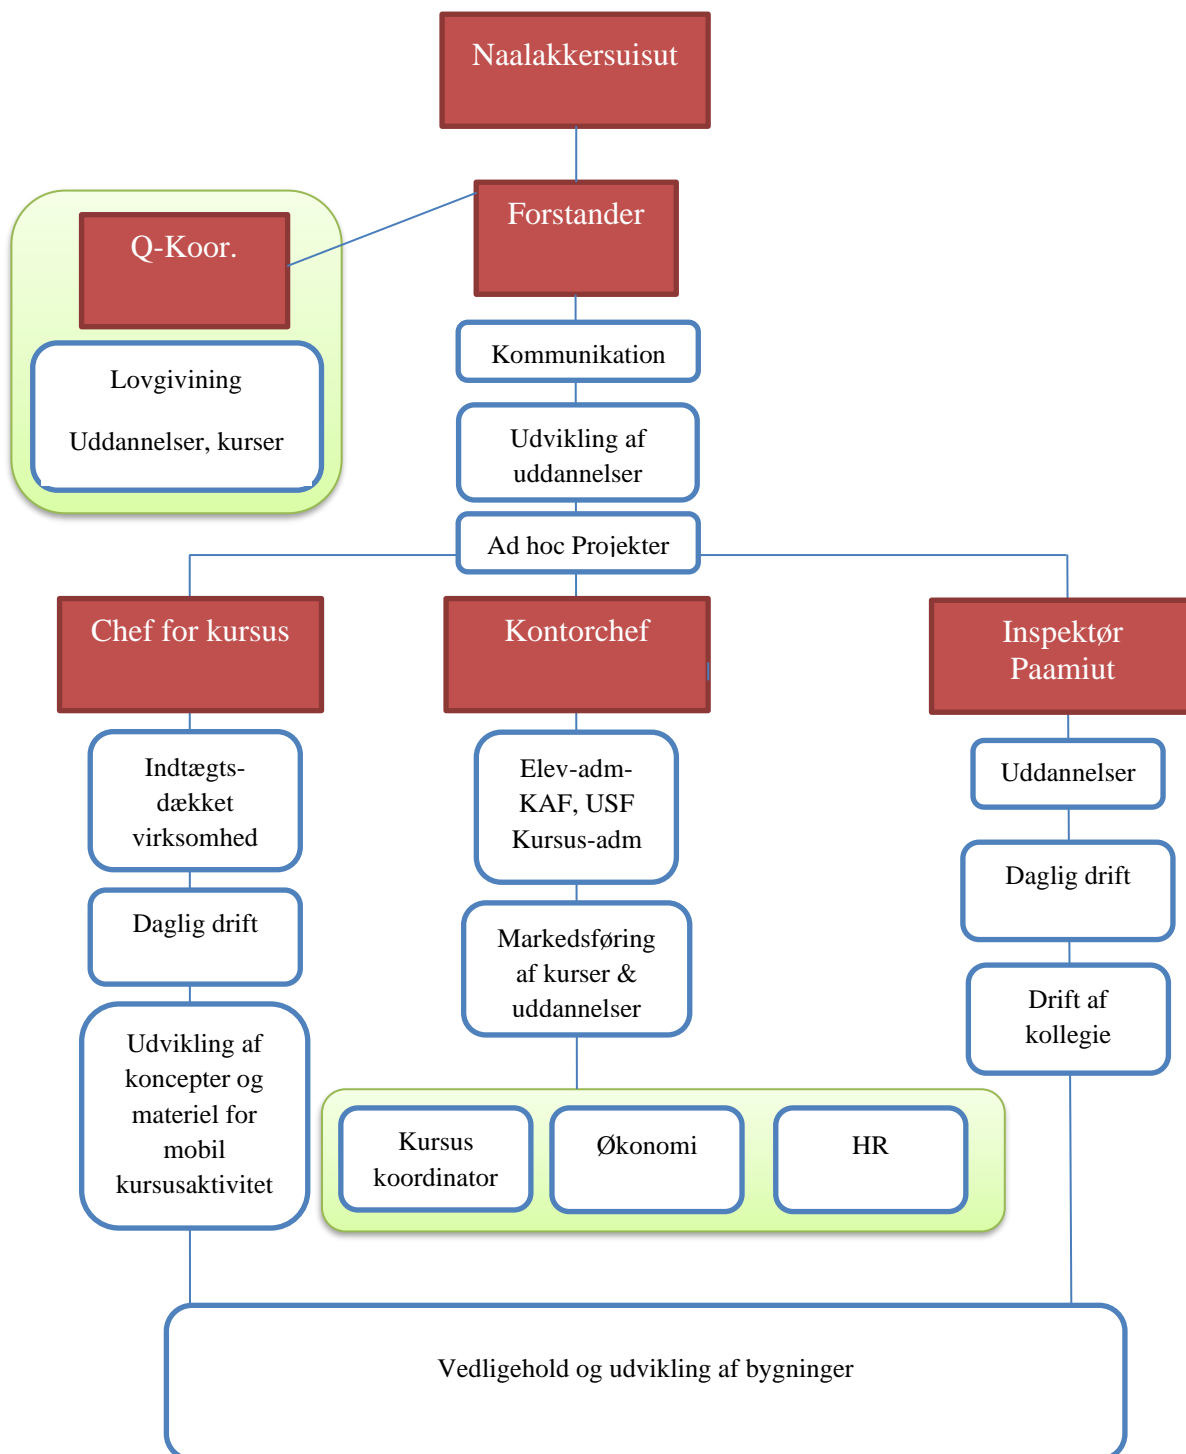 Naalakkersuisut
Forstander
Q-Koor.
Lovgivining
Uddannelser, kurser
Kommunikation
Udvikling af
uddannelser
Ad hoc Projekter
Chef for kursus
Kontorchef
Inspektør
Paamiut
Indtægts-
dækket
virksomhed
Daglig drift
Udvikling af
koncepter og
materiel for
mobil
kursusaktivitet
Elev-adm-
KAF, USF
Kursus-adm
Markedsføring
af kurser &
uddannelser
Kursus
koordinator
Økonomi
HR
Uddannelser
Daglig drift
Drift af
kollegie
Vedligehold og udvikling af bygninger